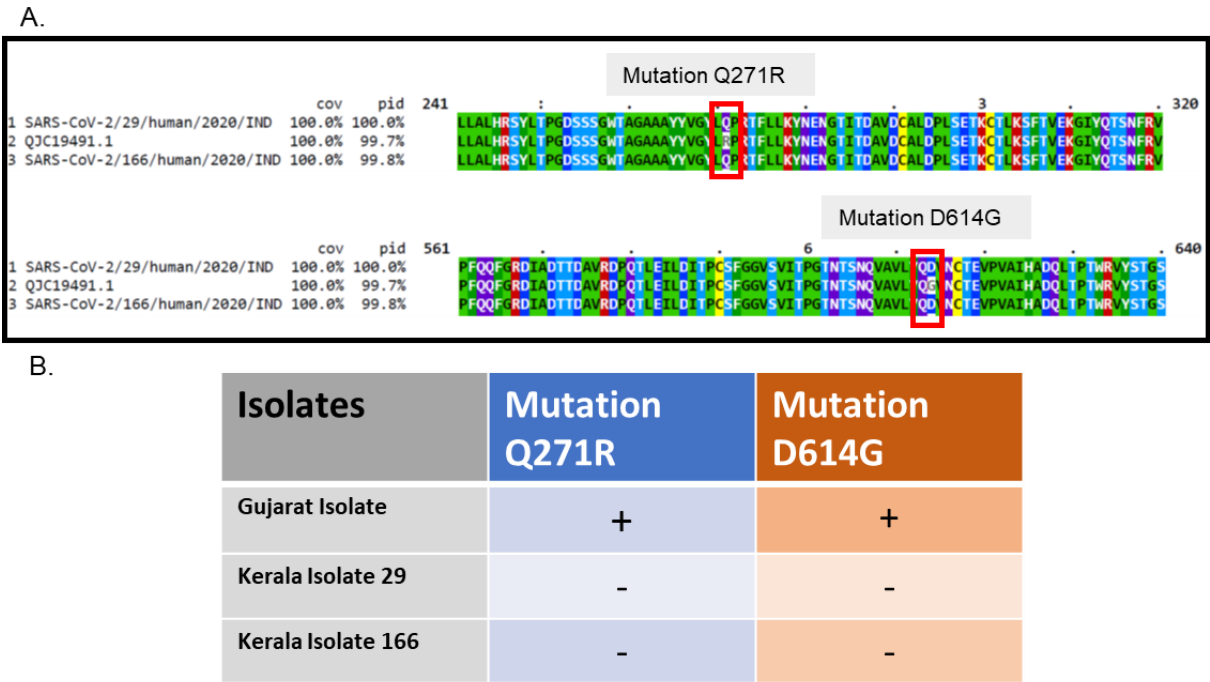 A.
Mutation Q271R
cov pid 241 : . . . . 3 . . 320
1 SARS-CoV-2/29/human/2020/IND 100.0% 100.0% LLALHRSYLTPGDSSSGWTAGAAAYYVGYLQPRTFLLKYNENGTITDAVDCALDPLSETKCTLKSFTVEKGIYQTSNFRV
2 QJC19491.1 100.0% 99.7% LLALHRSYLTPGDSSSGWTAGAAAYYVGYLRPRTFLLKYNENGTITDAVDCALDPLSETKCTLKSFTVEKGIYQTSNFRV
3 SARS-CoV-2/166/human/2020/IND 100.0% 99.8% LLALHRSYLTPGDSSSGWTAGAAAYYVGYLQPRTFLLKYNENGTITDAVDCALDPLSETKCTLKSFTVEKGIYQTSNFRV
Mutation D614G
cov pid 561 . . . 6 . . . . 640
1 SARS-CoV-2/29/human/2020/IND 100.0% 100.0% PFQQFGRDIADTTDAVRDPQTLEILDITPCSFGGVSVITPGTNTSNQVAVLYQDVNCTEVPVAIHADQLTPTWRVYSTGS
2 QJC19491.1 100.0% 99.7% PFQQFGRDIADTTDAVRDPQTLEILDITPCSFGGVSVITPGTNTSNQVAVLYQGVNCTEVPVAIHADQLTPTWRVYSTGS
3 SARS-CoV-2/166/human/2020/IND 100.0% 99.8% PFQQFGRDIADTTDAVRDPQTLEILDITPCSFGGVSVITPGTNTSNQVAVLYQDVNCTEVPVAIHADQLTPTWRVYSTGS
B.
Isolates Mutation Q271R Mutation D614G
Gujarat Isolate + +
Kerala Isolate 29 - -
Kerala Isolate 166 - -